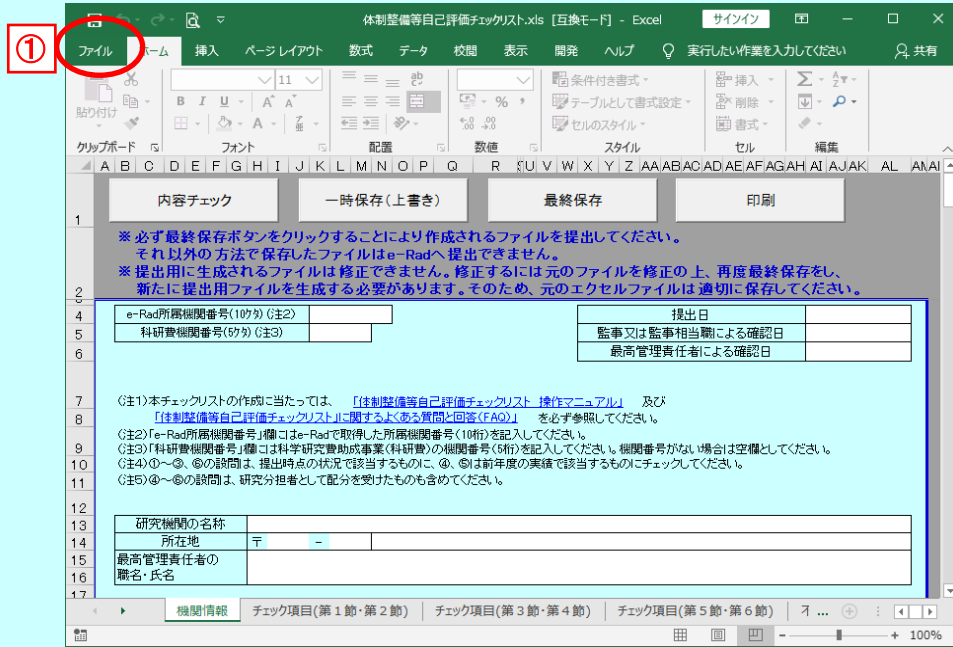 体制整備等自己評価チェックリスト.xls [互換モード] - Excel
サインイン
①
ファイル ホーム 挿入 ページ レイアウト 数式 データ 校閲 表示 開発 ヘルプ 実行したい作業を入力してください 共有
11
条件付き書式
挿入
貼り付け
B I U A A
% ,
テーブルとして書式設定
削除
A
セルのスタイル
書式
クリップボード フォント 配置 数値 スタイル セル 編集
A B C D E F G H I J K L M N O P Q R U V W X Y Z AA AB AC AD AE AF AG AH AI AJ AK AL
1
内容チェック 一時保存(上書き) 最終保存 印刷
※必ず最終保存ボタンをクリックすることにより作成されるファイルを提出してください。
それ以外の方法で保存したファイルはe-Radへ提出できません。
※提出用に生成されるファイルは修正できません。修正するには元のファイルを修正の上、再度最終保存をし、
2 新たに提出用ファイルを生成する必要があります。そのため、元のエクセルファイルは適切に保存してください。
4 e-Rad所属機関番号(10ケタ)(注2) 提出日
5 科研費機関番号(5ケタ)(注3) 監事又は監事相当職による確認日
6 最高管理責任者による確認日
7 (注1)本チェックリストの作成に当たっては、 「体制整備等自己評価チェックリスト 操作マニュアル」 及び
8 「『体制整備等自己評価チェックリスト』に関するよくある質問と回答(FAQ)」 を必ず参照してください。
(注2)「e-Rad所属機関番号」欄にはe-Radで取得した所属機関番号(10桁)を記入してください。
9 (注3)「科研費機関番号」欄には科学研究費助成事業(科研費)の機関番号(5桁)を記入してください。機関番号がない場合は空欄としてください。
10 (注4)①~③、⑥の設問は、提出時点の状況で該当するものに、④、⑤は前年度の実績で該当するものにチェックしてください。
11 (注5)④~⑥の設問は、研究分担者として配分を受けたものも含めてください。
12
13 研究機関の名称
14 所在地 〒 -
15 最高管理責任者の
16 職名・氏名
17
機関情報 チェック項目(第1節・第2節) チェック項目(第3節・第4節) チェック項目(第5節・第6節) ...
100%